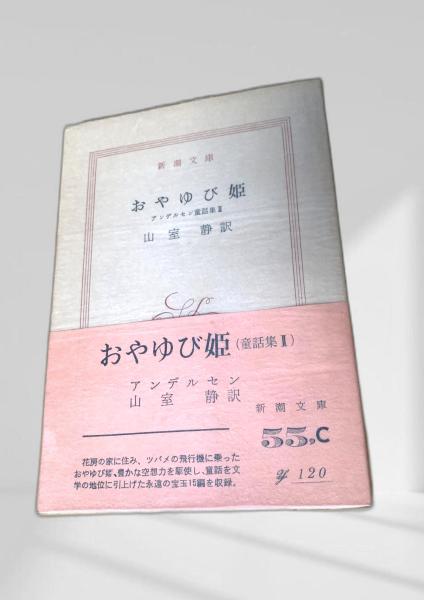 新潮文庫
おやゆび姫
アンデルセン童話集Ⅱ
山室静訳
おやゆび姫(童話集Ⅱ)
アンデルセン
山室静訳
新潮文庫
55,C
¥120
花房の家に住み、ツバメの飛行機に乗った
おやゆび姫、豊かな空想力を駆使し、童話を文
学の地位に引上げた永遠の宝玉15編を収録。